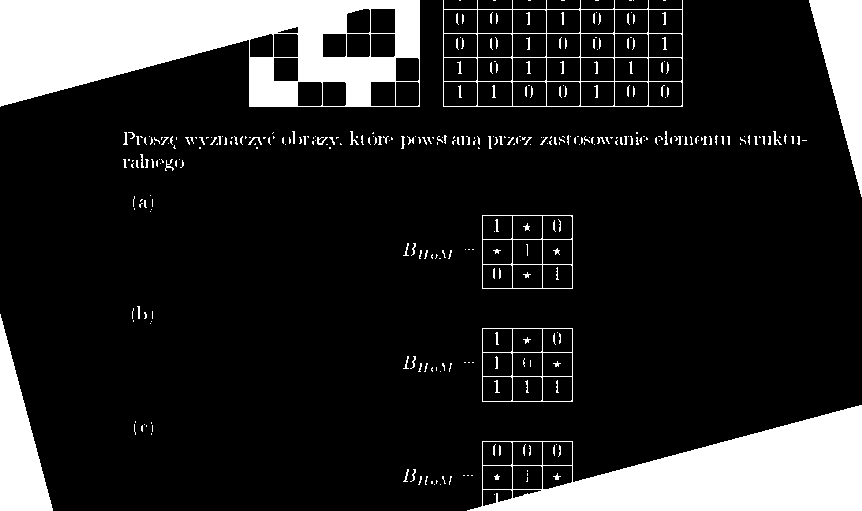 0 0 1 1 0 0 1
0 0 1 0 0 0 1
1 0 1 1 1 1 0
1 1 0 0 1 0 0
Proszę wyznaczyć obrazy, które powstaną przez zastosowanie elementu struktu-
ralnego
(a)
1 ⋆ 0
B_HoM = ⋆ 1 ⋆
0 ⋆ 1
(b)
1 ⋆ 0
B_HoM = 1 0 ⋆
1 1 1
(c)
0 0 0
B_HoM = ⋆ 1 ⋆